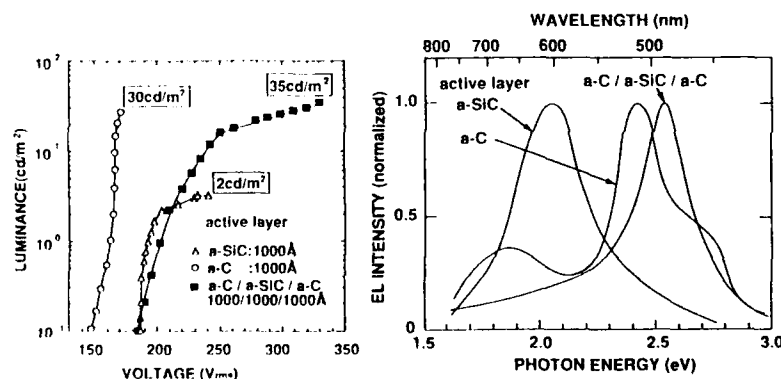 10²
10¹
10⁰
10¹
LUMINANCE(cd/m²)
30cd/m²
35cd/m²
2cd/m²
active layer
△ a-SiC:1000Å
○ a-C :1000Å
■ a-C / a-SiC / a-C
1000/1000/1000Å
150 200 250 300 350
VOLTAGE (Vrms)
WAVELENGTH (nm)
800 700 600 500
active layer
a-SiC
a-C
a-C / a-SiC / a-C
EL INTENSITY (normalized)
1.0
0.5
0
1.5 2.0 2.5 3.0
PHOTON ENERGY (eV)